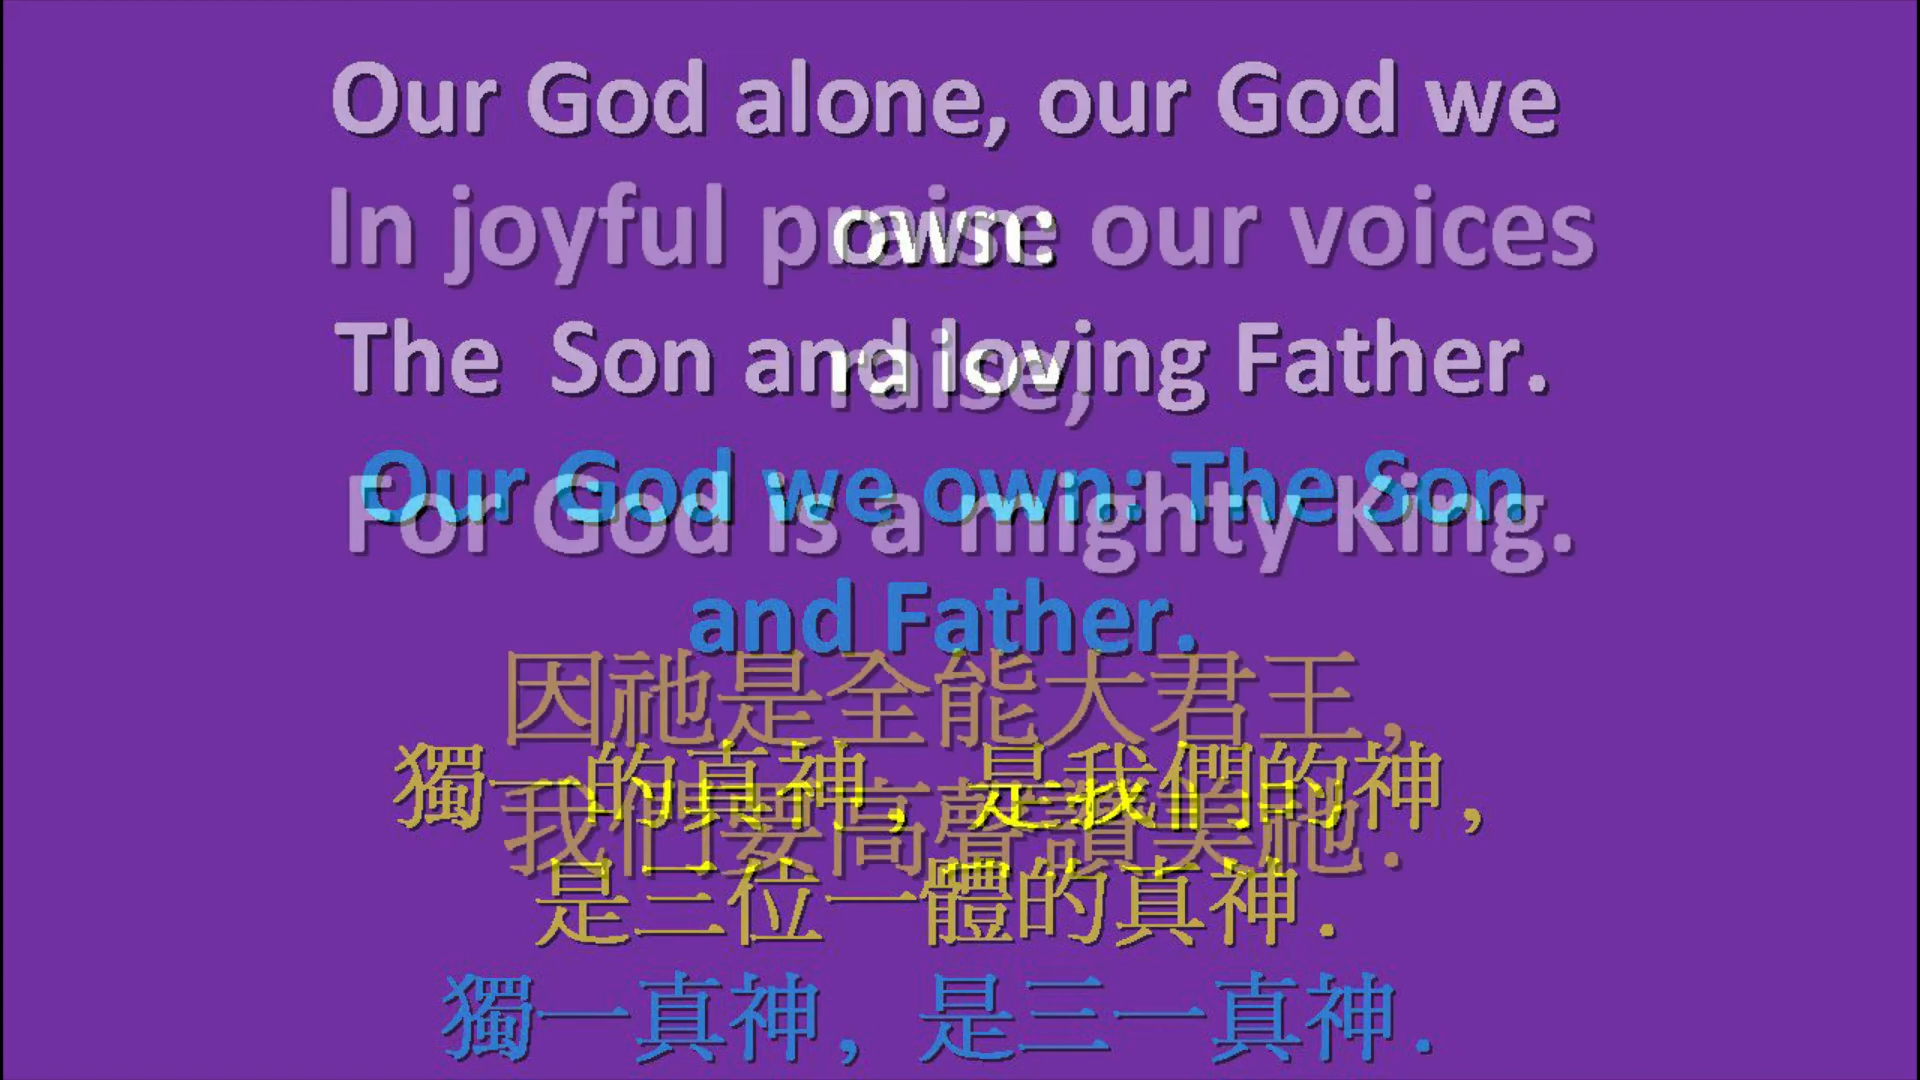 Our God alone, our God we
own:
In joyful praise our voices
raise,
The Son and loving Father.
Our God we own: The Son
and Father.
For God is a mighty King.
因祂是全能大君王，
我們要高聲讚美祂．
獨一的真神，是我們的神，
是三位一體的真神．
獨一真神，是三一真神．